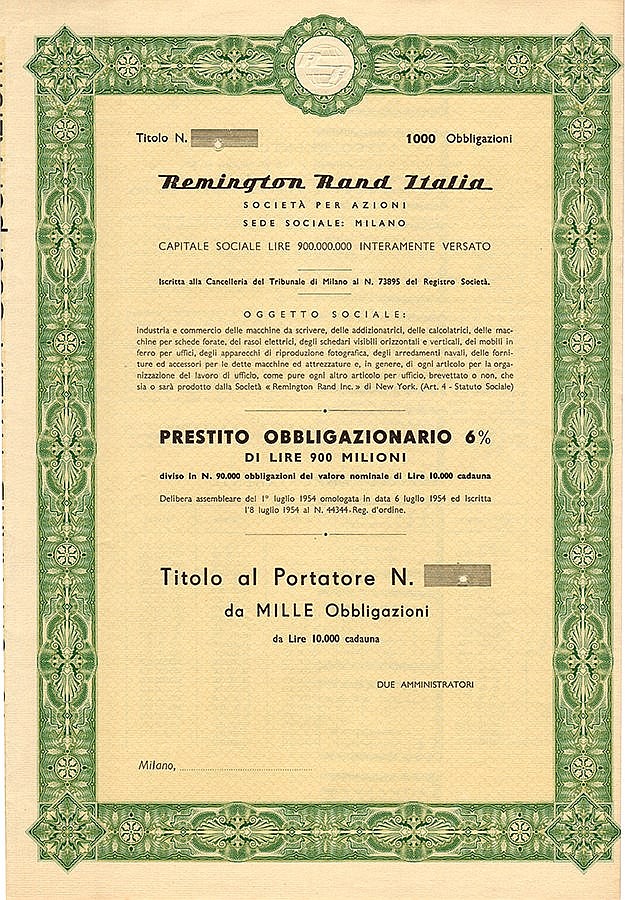 Titolo N. 1000 Obbligazioni
Remington Rand Italia
SOCIETÀ PER AZIONI
SEDE SOCIALE: MILANO
CAPITALE SOCIALE LIRE 900.000.000 INTERAMENTE VERSATO
Iscritta alla Cancelleria del Tribunale di Milano al N. 73895 del Registro Società.
OGGETTO SOCIALE:
industria e commercio delle macchine da scrivere, delle addizionatrici, delle calcolatrici, delle mac-
chine per schede forate, dei rasoi elettrici, degli schedari visibili orizzontali e verticali, dei mobili in
ferro per uffici, degli apparecchi di riproduzione fotografica, degli arredamenti navali, delle forni-
ture ed accessori per le dette macchine ed attrezzature e, in genere, di ogni articolo per la orga-
nizzazione del lavoro di ufficio, come pure ogni altro articolo per ufficio, brevettato o non, che
sia o sarà prodotto dalla Società « Remington Rand Inc. » di New York. (Art. 4 - Statuto Sociale)
PRESTITO OBBLIGAZIONARIO 6%
DI LIRE 900 MILIONI
diviso in N. 90.000 obbligazioni del valore nominale di Lire 10.000 cadauna
Delibera assembleare del 1° luglio 1954 omologata in data 6 luglio 1954 ed Iscritta
l'8 luglio 1954 al N. 44344 - Reg. d'ordine.
Titolo al Portatore N.
da MILLE Obbligazioni
da Lire 10.000 cadauna
DUE AMMINISTRATORI
Milano,